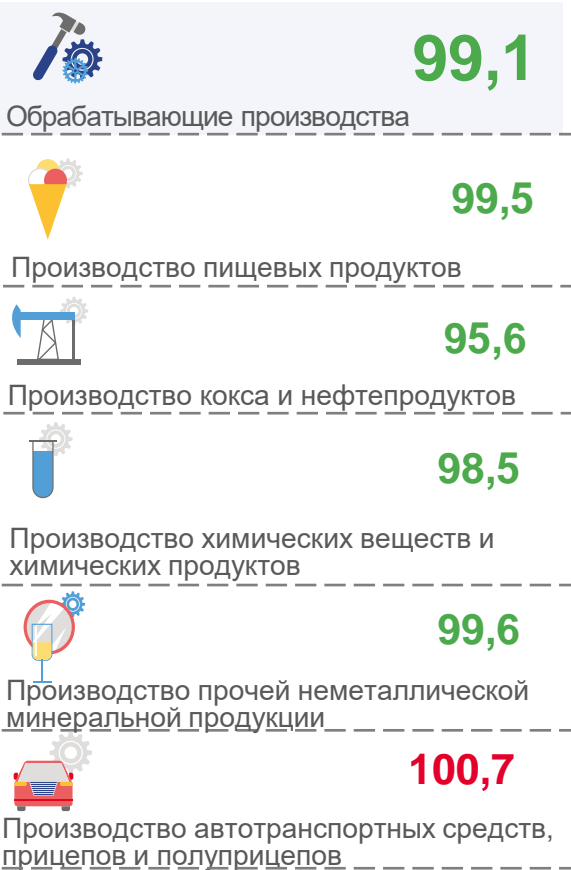 99,1
Обрабатывающие производства
99,5
Производство пищевых продуктов
95,6
Производство кокса и нефтепродуктов
98,5
Производство химических веществ и
химических продуктов
99,6
Производство прочей неметаллической
минеральной продукции
100,7
Производство автотранспортных средств,
прицепов и полуприцепов